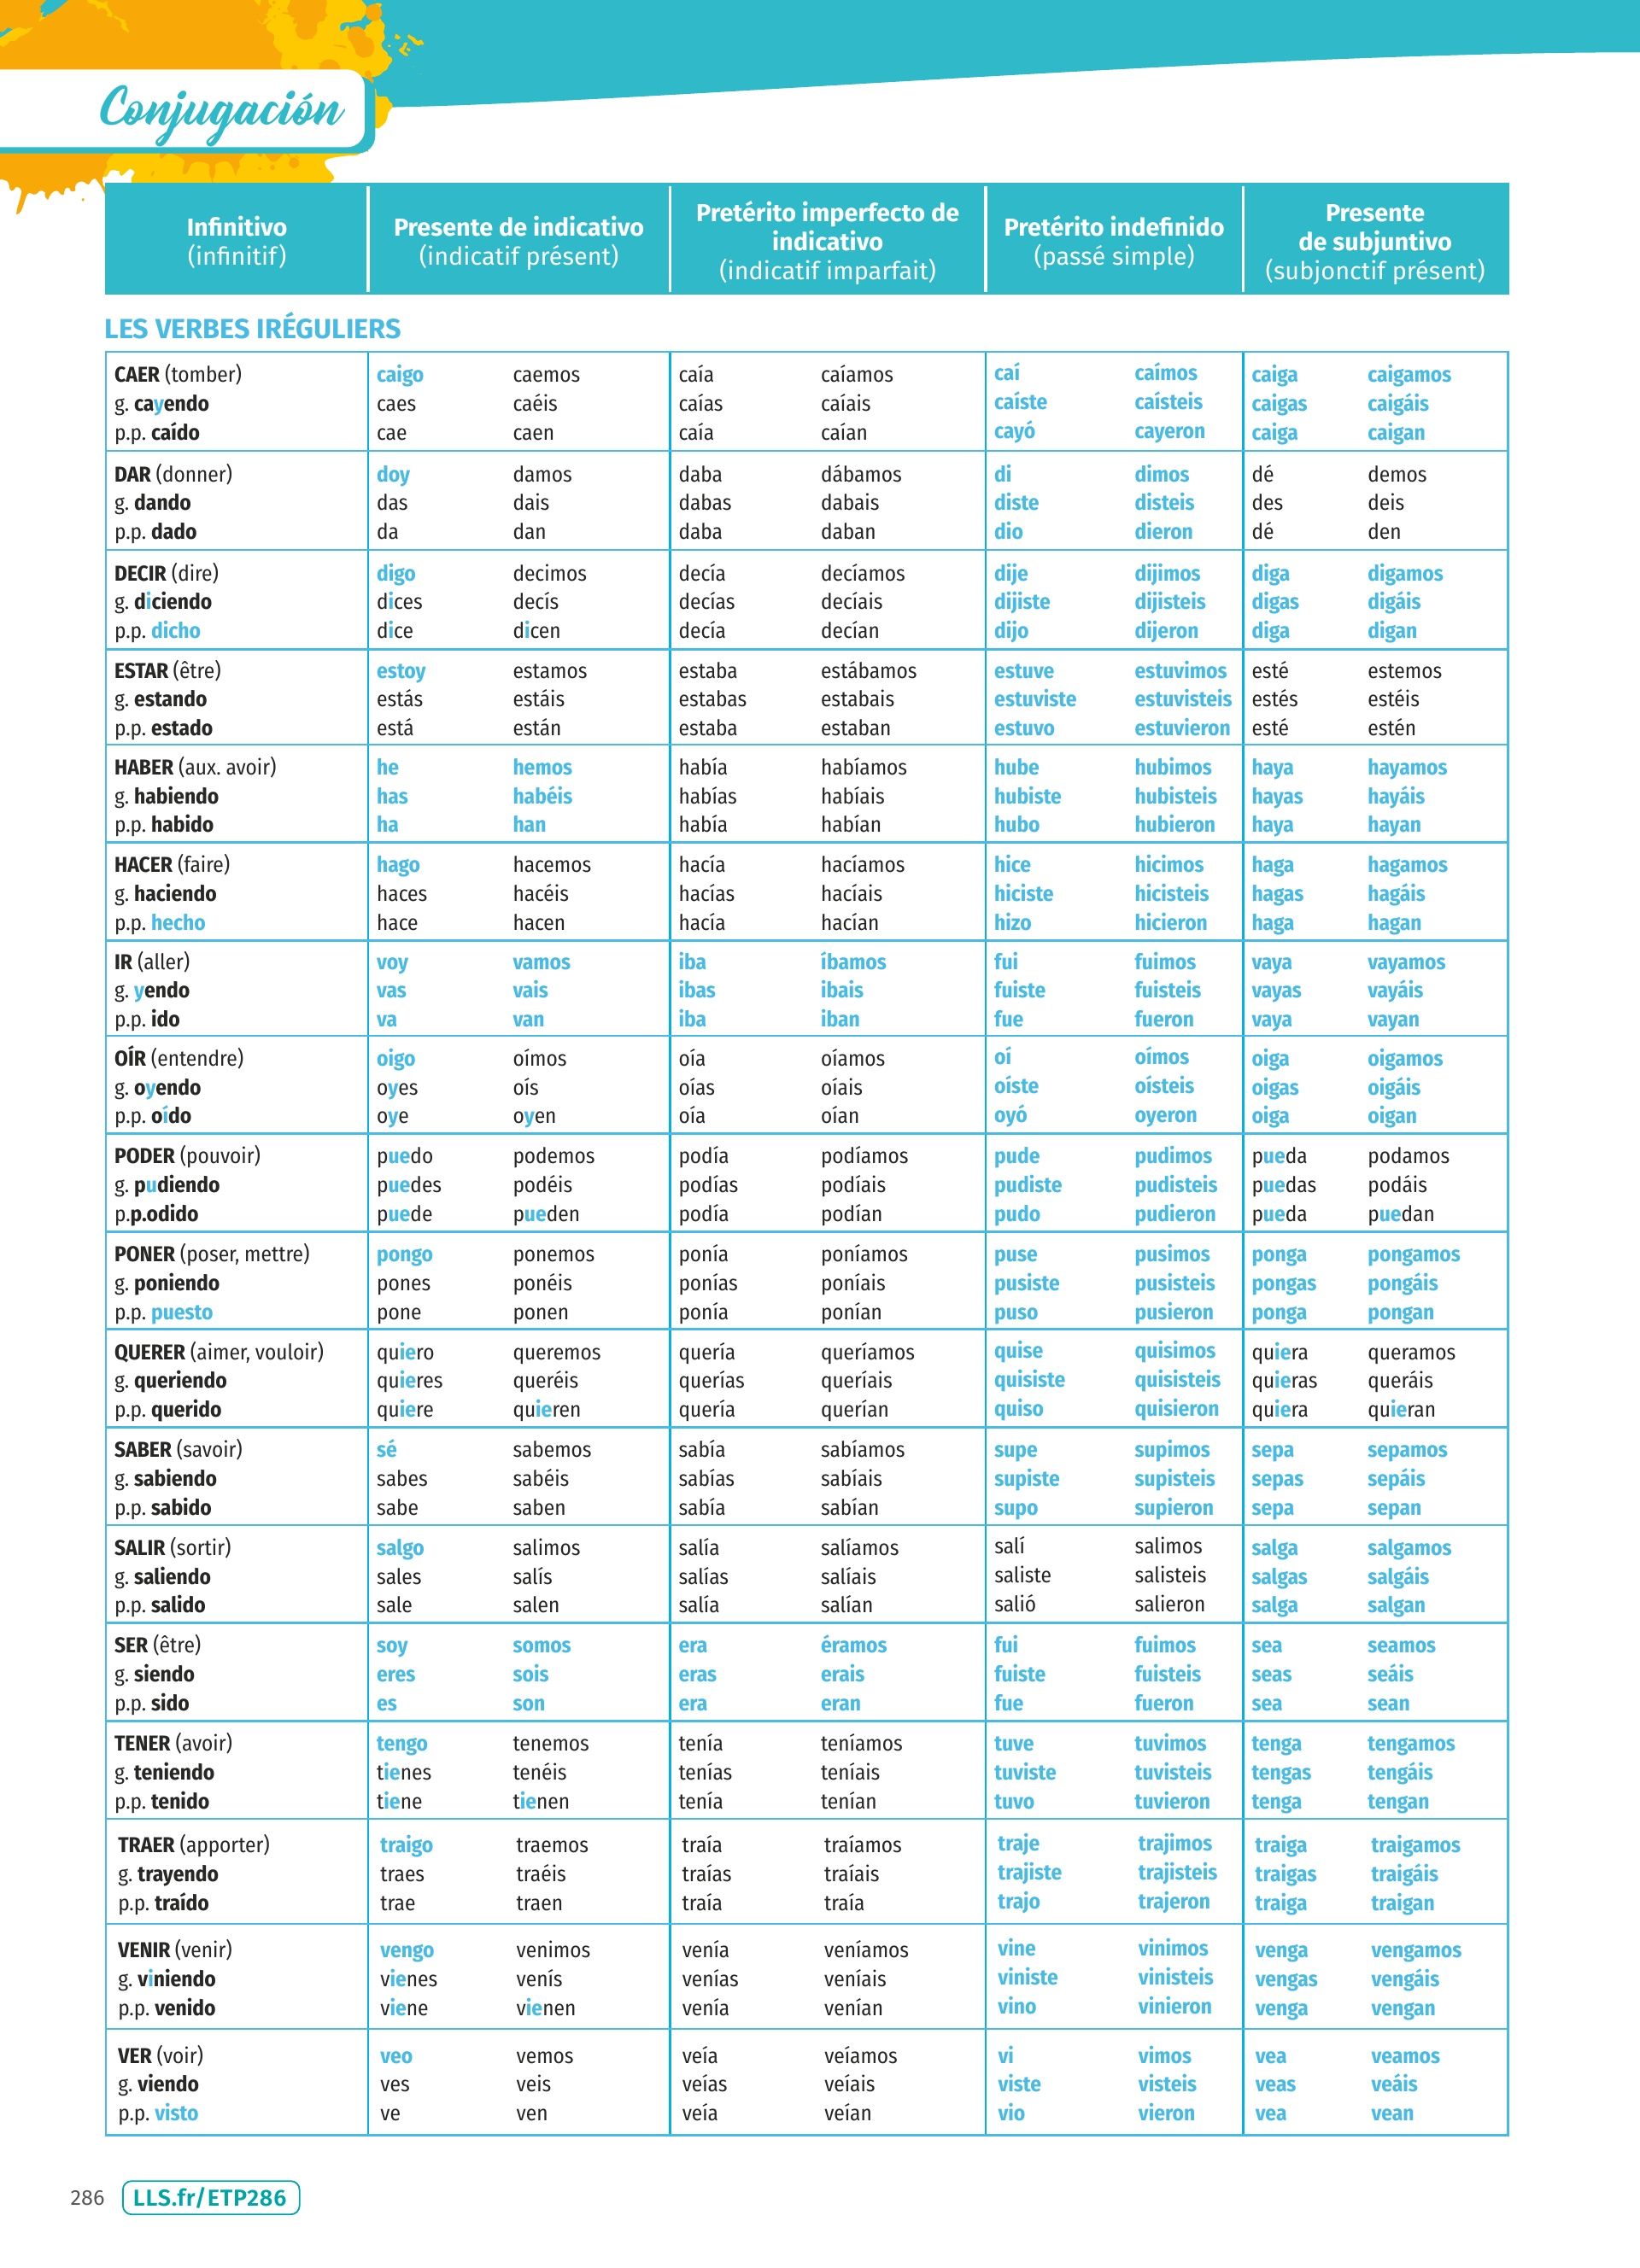 Conjugación
Infinitivo (infinitif) Presente de indicativo (indicatif présent) Pretérito imperfecto de indicativo (indicatif imparfait) Pretérito indefinido (passé simple) Presente de subjuntivo (subjonctif présent)
LES VERBES IRÉGULIERS
CAER (tomber) caigo caemos caía caíamos caí caímos caiga caigamos
g. cayendo caes caéis caías caíais caíste caísteis caigas caigáis
p.p. caído cae caen caía caían cayó cayeron caiga caigan
DAR (donner) doy damos daba dábamos di dimos dé demos
g. dando das dais dabas dabais diste disteis des deis
p.p. dado da dan daba daban dio dieron dé den
DECIR (dire) digo decimos decía decíamos dije dijimos diga digamos
g. diciendo dices decís decías decíais dijiste dijisteis digas digáis
p.p. dicho dice dicen decía decían dijo dijeron diga digan
ESTAR (être) estoy estamos estaba estábamos estuve estuvimos esté estemos
g. estando estás estáis estabas estabais estuviste estuvisteis estés estéis
p.p. estado está están estaba estaban estuvo estuvieron esté estén
HABER (aux. avoir) he hemos había habíamos hube hubimos haya hayamos
g. habiendo has habéis habías habíais hubiste hubisteis hayas hayáis
p.p. habido ha han había habían hubo hubieron haya hayan
HACER (faire) hago hacemos hacía hacíamos hice hicimos haga hagamos
g. haciendo haces hacéis hacías hacíais hiciste hicisteis hagas hagáis
p.p. hecho hace hacen hacía hacían hizo hicieron haga hagan
IR (aller) voy vamos iba íbamos fui fuimos vaya vayamos
g. yendo vas vais ibas ibais fuiste fuisteis vayas vayáis
p.p. ido va van iba iban fue fueron vaya vayan
OÍR (entendre) oigo oímos oía oíamos oí oímos oiga oigamos
g. oyendo oyes oís oías oíais oíste oísteis oigas oigáis
p.p. oído oye oyen oía oían oyó oyeron oiga oigan
PODER (pouvoir) puedo podemos podía podíamos pude pudimos pueda podamos
g. pudiendo puedes podéis podías podíais pudiste pudisteis puedas podáis
p.p.odido puede pueden podía podían pudo pudieron pueda puedan
PONER (poser, mettre) pongo ponemos ponía poníamos puse pusimos ponga pongamos
g. poniendo pones ponéis ponías poníais pusiste pusisteis pongas pongáis
p.p. puesto pone ponen ponía ponían puso pusieron ponga pongan
QUERER (aimer, vouloir) quiero queremos quería queríamos quise quisimos quiera queramos
g. queriendo quieres queréis querías queríais quisiste quisisteis quieras queráis
p.p. querido quiere quieren quería querían quiso quisieron quiera quieran
SABER (savoir) sé sabemos sabía sabíamos supe supimos sepa sepamos
g. sabiendo sabes sabéis sabías sabíais supiste supisteis sepas sepáis
p.p. sabido sabe saben sabía sabían supo supieron sepa sepan
SALIR (sortir) salgo salimos salía salíamos salí salimos salga salgamos
g. saliendo sales salís salías salíais saliste salisteis salgas salgáis
p.p. salido sale salen salía salían salió salieron salga salgan
SER (être) soy somos era éramos fui fuimos sea seamos
g. siendo eres sois eras erais fuiste fuisteis seas seáis
p.p. sido es son era eran fue fueron sea sean
TENER (avoir) tengo tenemos tenía teníamos tuve tuvimos tenga tengamos
g. teniendo tienes tenéis tenías teníais tuviste tuvisteis tengas tengáis
p.p. tenido tiene tienen tenía tenían tuvo tuvieron tenga tengan
TRAER (apporter) traigo traemos traía traíamos traje trajimos traiga traigamos
g. trayendo traes traéis traías traíais trajiste trajisteis traigas traigáis
p.p. traído trae traen traía traía trajo trajeron traiga traigan
VENIR (venir) vengo venimos venía veníamos vine vinimos venga vengamos
g. viniendo vienes venís venías veníais viniste vinisteis vengas vengáis
p.p. venido viene vienen venía venían vino vinieron venga vengan
VER (voir) veo vemos veía veíamos vi vimos vea veamos
g. viendo ves veis veías veíais viste visteis veas veáis
p.p. visto ve ven veía veían vio vieron vea vean
286 LLS.fr/ETP286